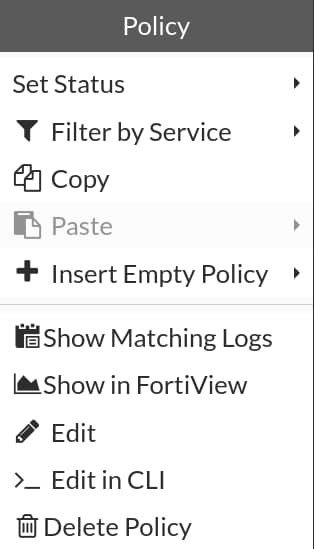 Policy
Set Status
Filter by Service
Copy
Paste
Insert Empty Policy
Show Matching Logs
Show in FortiView
Edit
Edit in CLI
Delete Policy